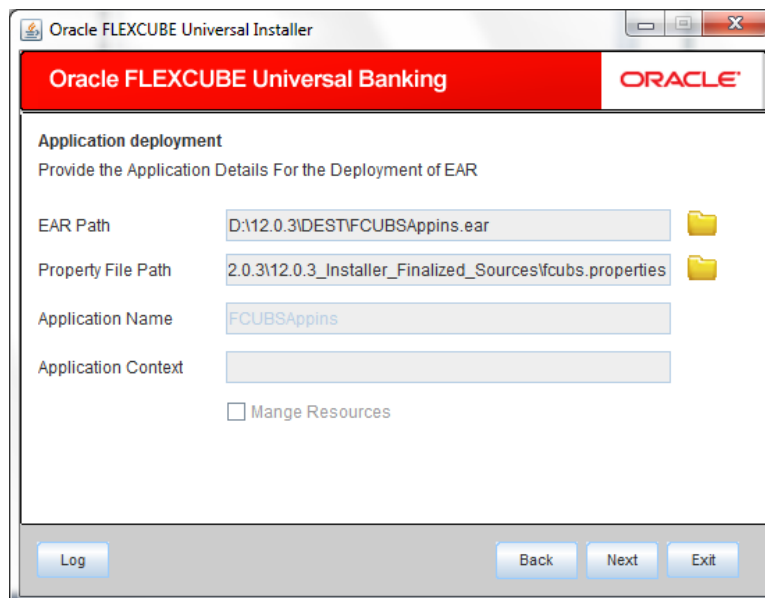 Oracle FLEXCUBE Universal Installer
Oracle FLEXCUBE Universal Banking
ORACLE®
Application deployment
Provide the Application Details For the Deployment of EAR
EAR Path D:\12.0.3\DEST\FCUBSAppins.ear
Property File Path 2.0.3\12.0.3_Installer_Finalized_Sources\fcubs.properties
Application Name FCUBSAppins
Application Context
Mange Resources
Log Back Next Exit